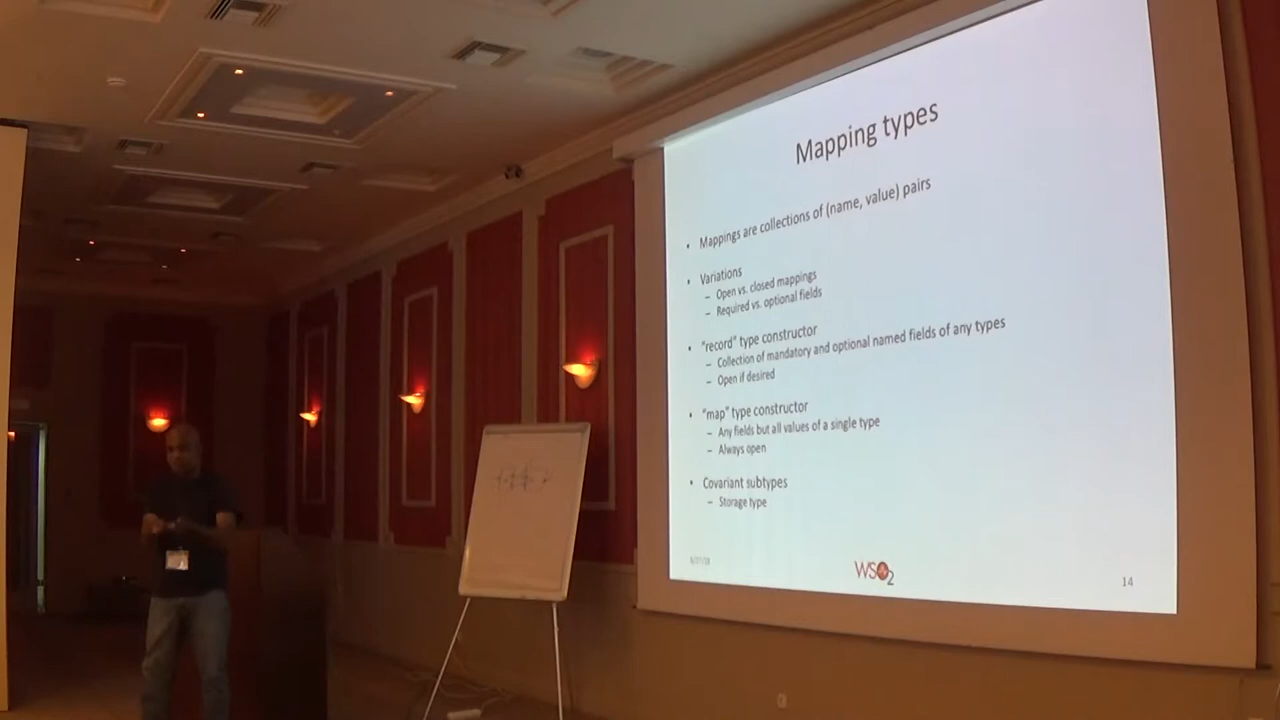 Mapping types
• Mappings are collections of (name, value) pairs
• Variations
– Open vs. closed mappings
– Required vs. optional fields
• “record” type constructor
– Collection of mandatory and optional named fields of any types
– Open if desired
• “map” type constructor
– Any fields but all values of a single type
– Always open
• Covariant subtypes
– Storage type
WSO2
14